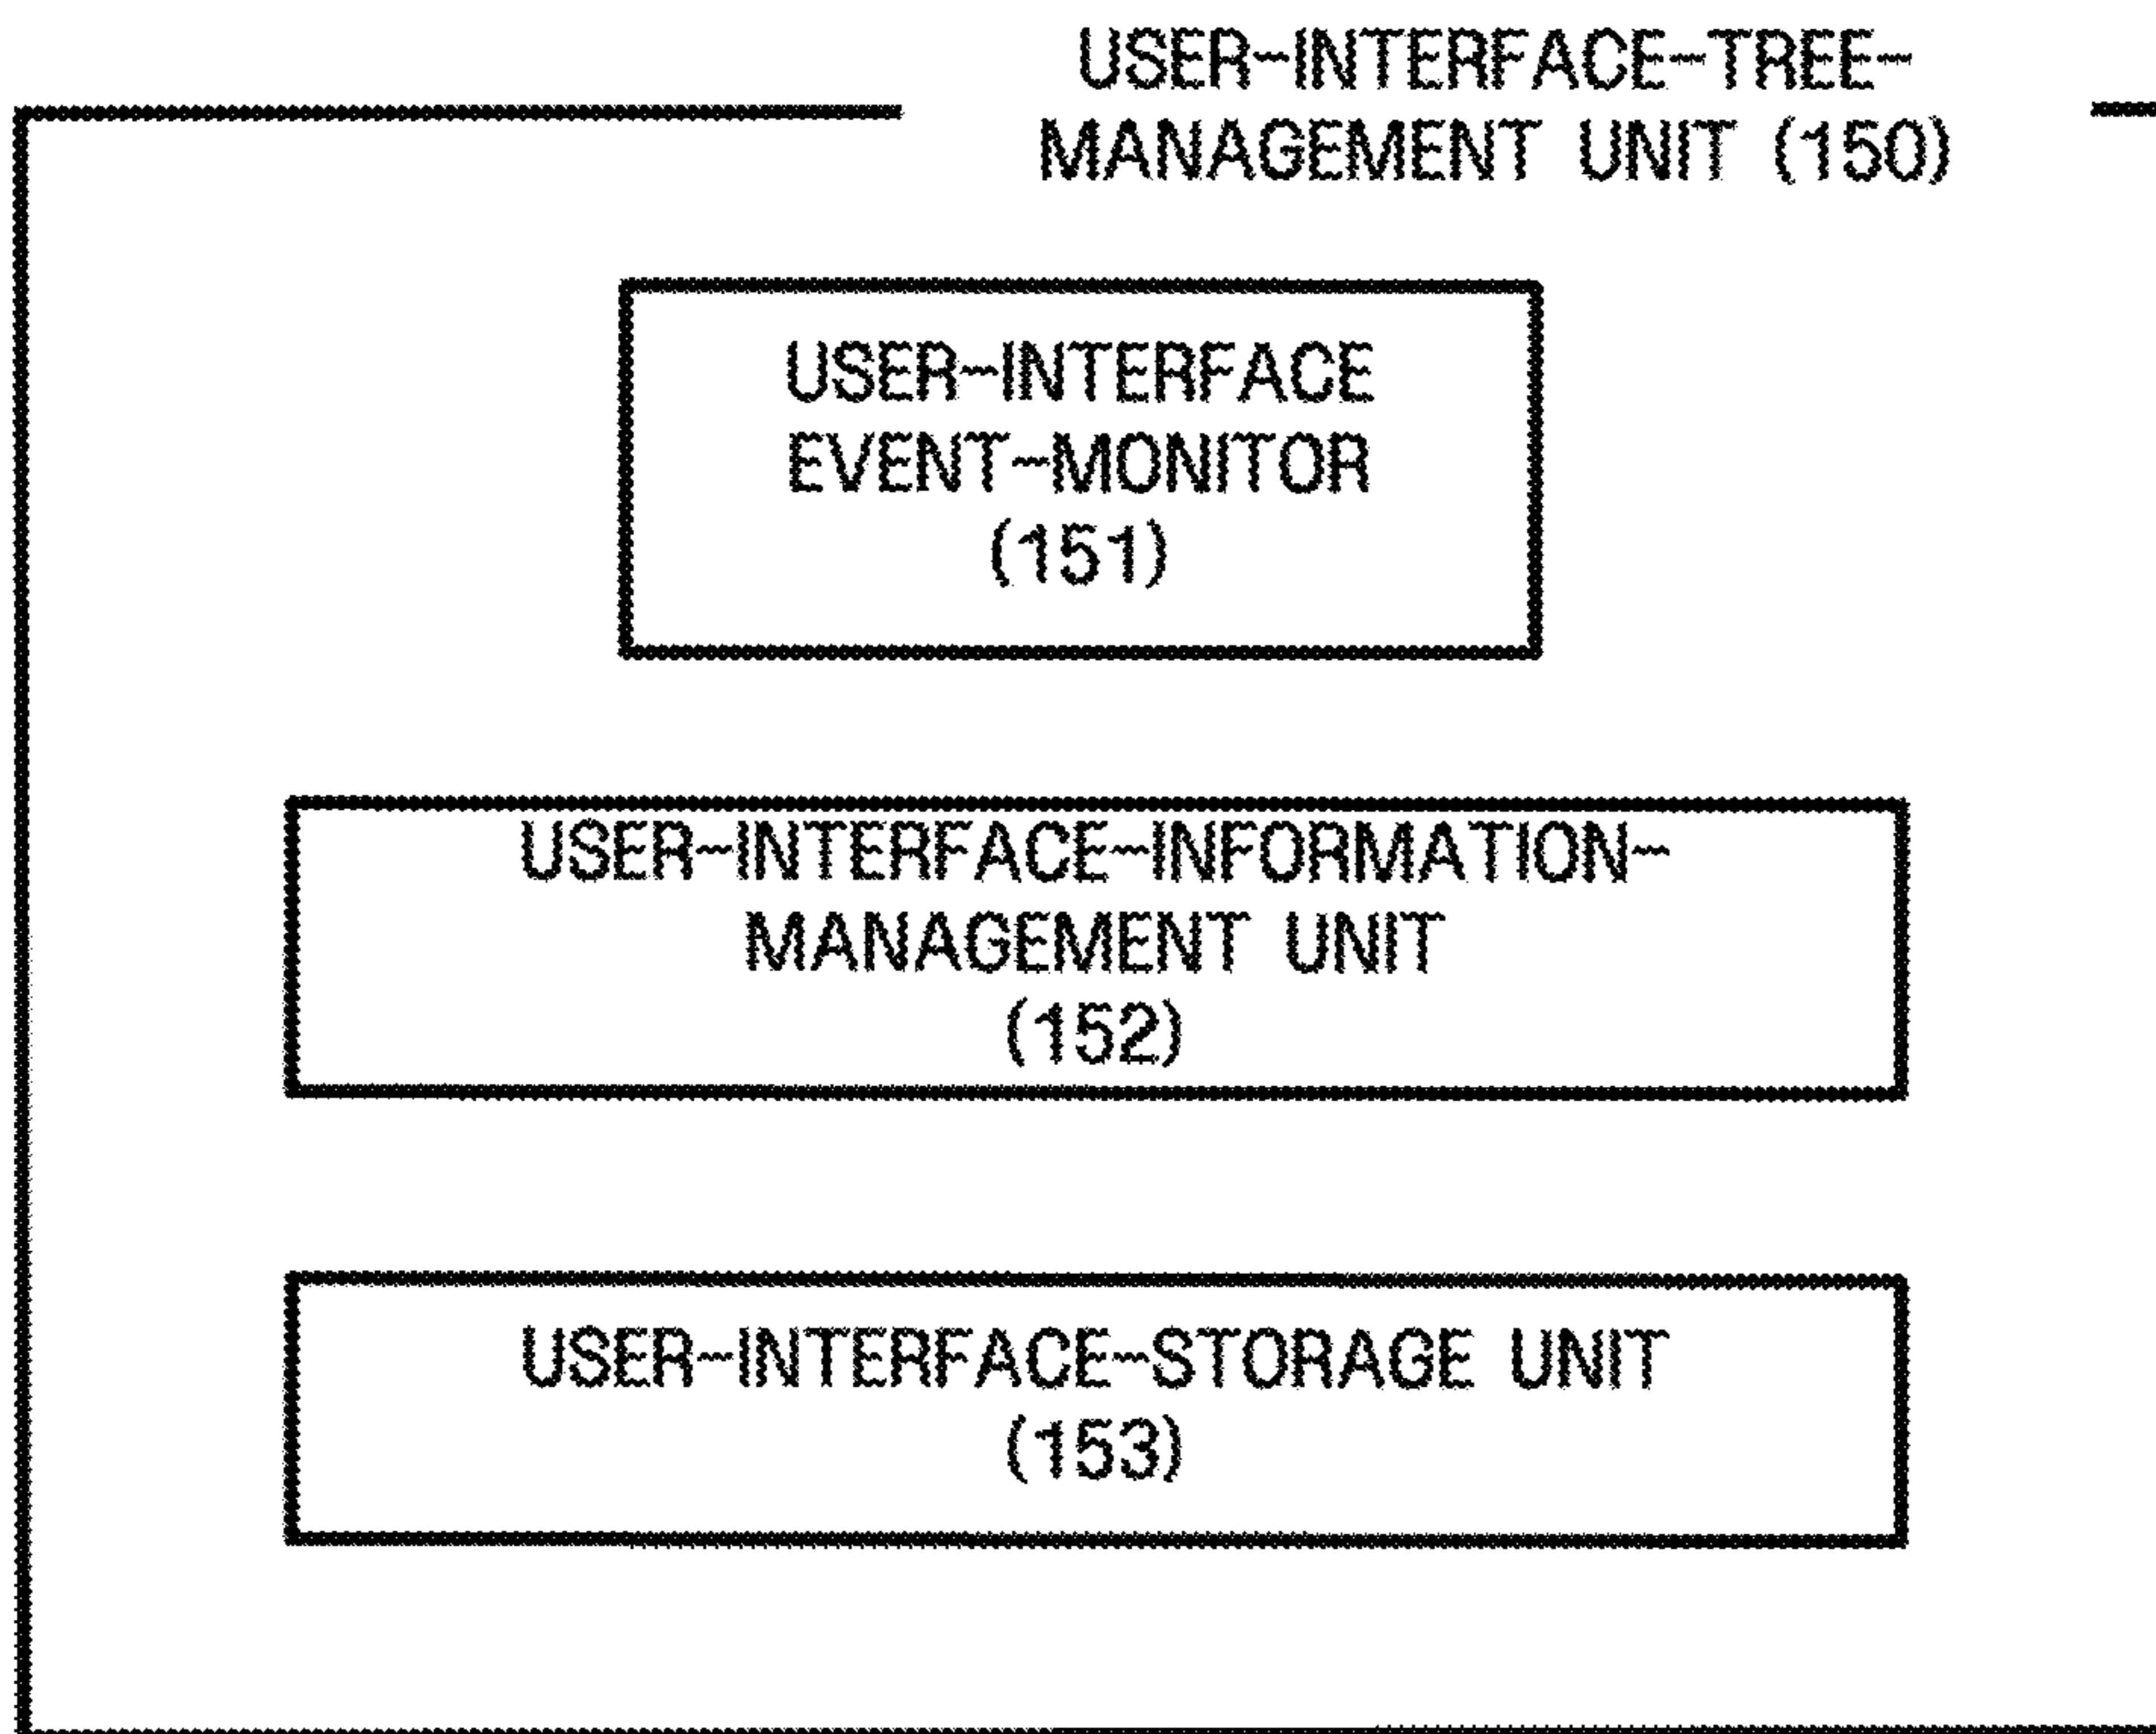 USER-INTERFACE-TREE-
MANAGEMENT UNIT (150)
USER-INTERFACE
EVENT-MONITOR
(151)
USER-INTERFACE-INFORMATION-
MANAGEMENT UNIT
(152)
USER-INTERFACE-STORAGE UNIT
(153)